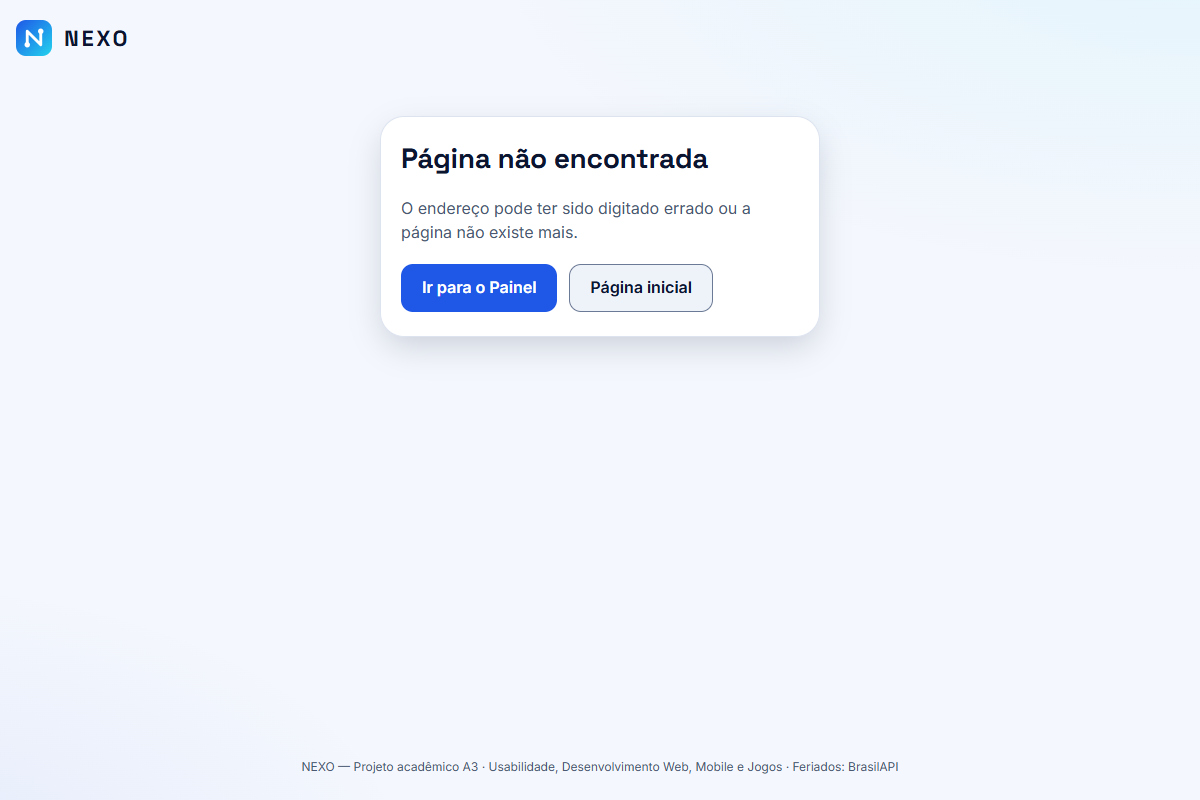 NEXO
Página não encontrada
O endereço pode ter sido digitado errado ou a
página não existe mais.
Ir para o Painel
Página inicial
NEXO — Projeto acadêmico A3 · Usabilidade, Desenvolvimento Web, Mobile e Jogos · Feriados: BrasilAPI